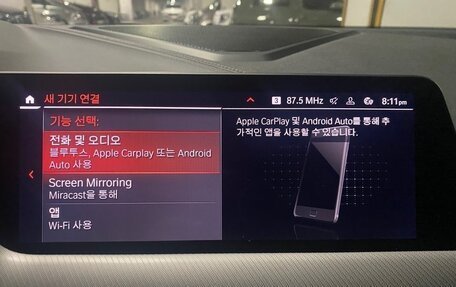 새 기기 연결
3 87.5 MHz 8:11pm
기능 선택:
전화 및 오디오
블루투스, Apple Carplay 또는 Android
Auto 사용
Screen Mirroring
Miracast을 통해
앱
Wi-Fi 사용
Apple CarPlay 및 Android Auto를 통해 추
가적인 앱을 사용할 수 있습니다.